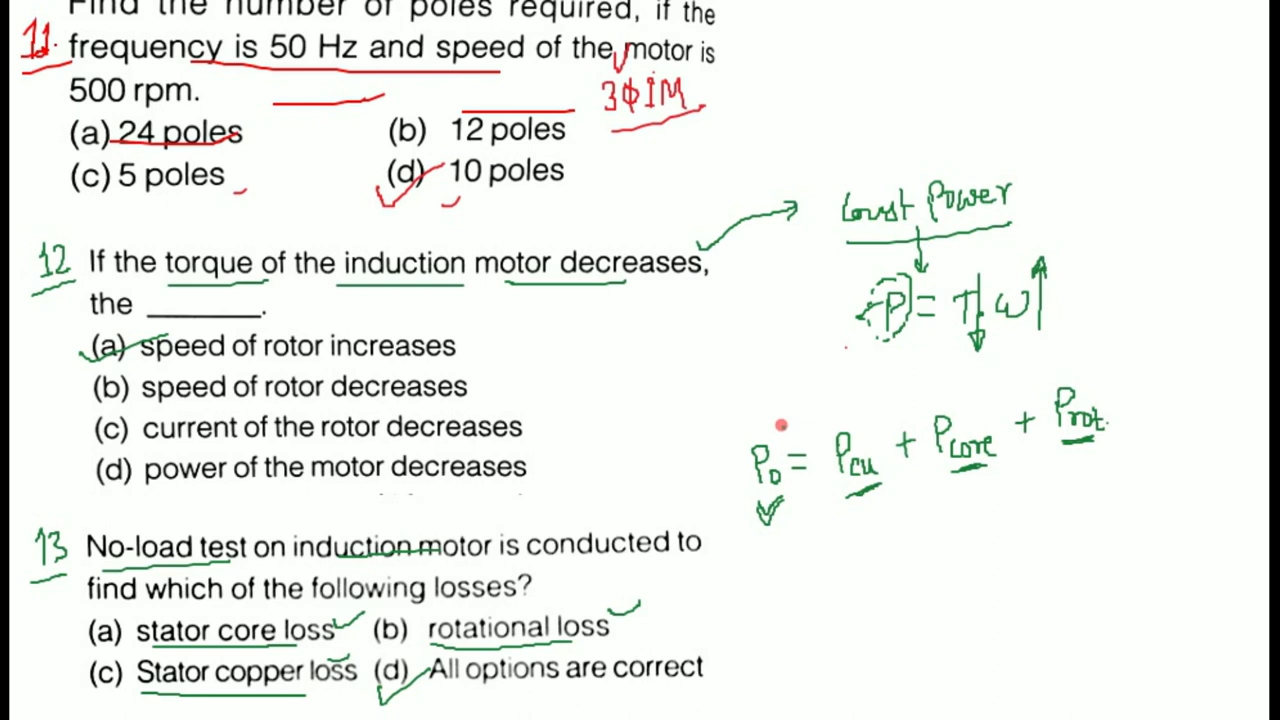 Find the number of poles required, if the
11. frequency is 50 Hz and speed of the motor is
500 rpm.
3ϕIM
(a) 24 poles (b) 12 poles
(c) 5 poles (d) 10 poles
Const Power
12 If the torque of the induction motor decreases,
the ________.
P = T↓ ω↑
(a) speed of rotor increases
(b) speed of rotor decreases
(c) current of the rotor decreases
(d) power of the motor decreases
P0 = Pcu + Pcore + Prot.
13 No-load test on induction motor is conducted to
find which of the following losses?
(a) stator core loss (b) rotational loss
(c) Stator copper loss (d) All options are correct